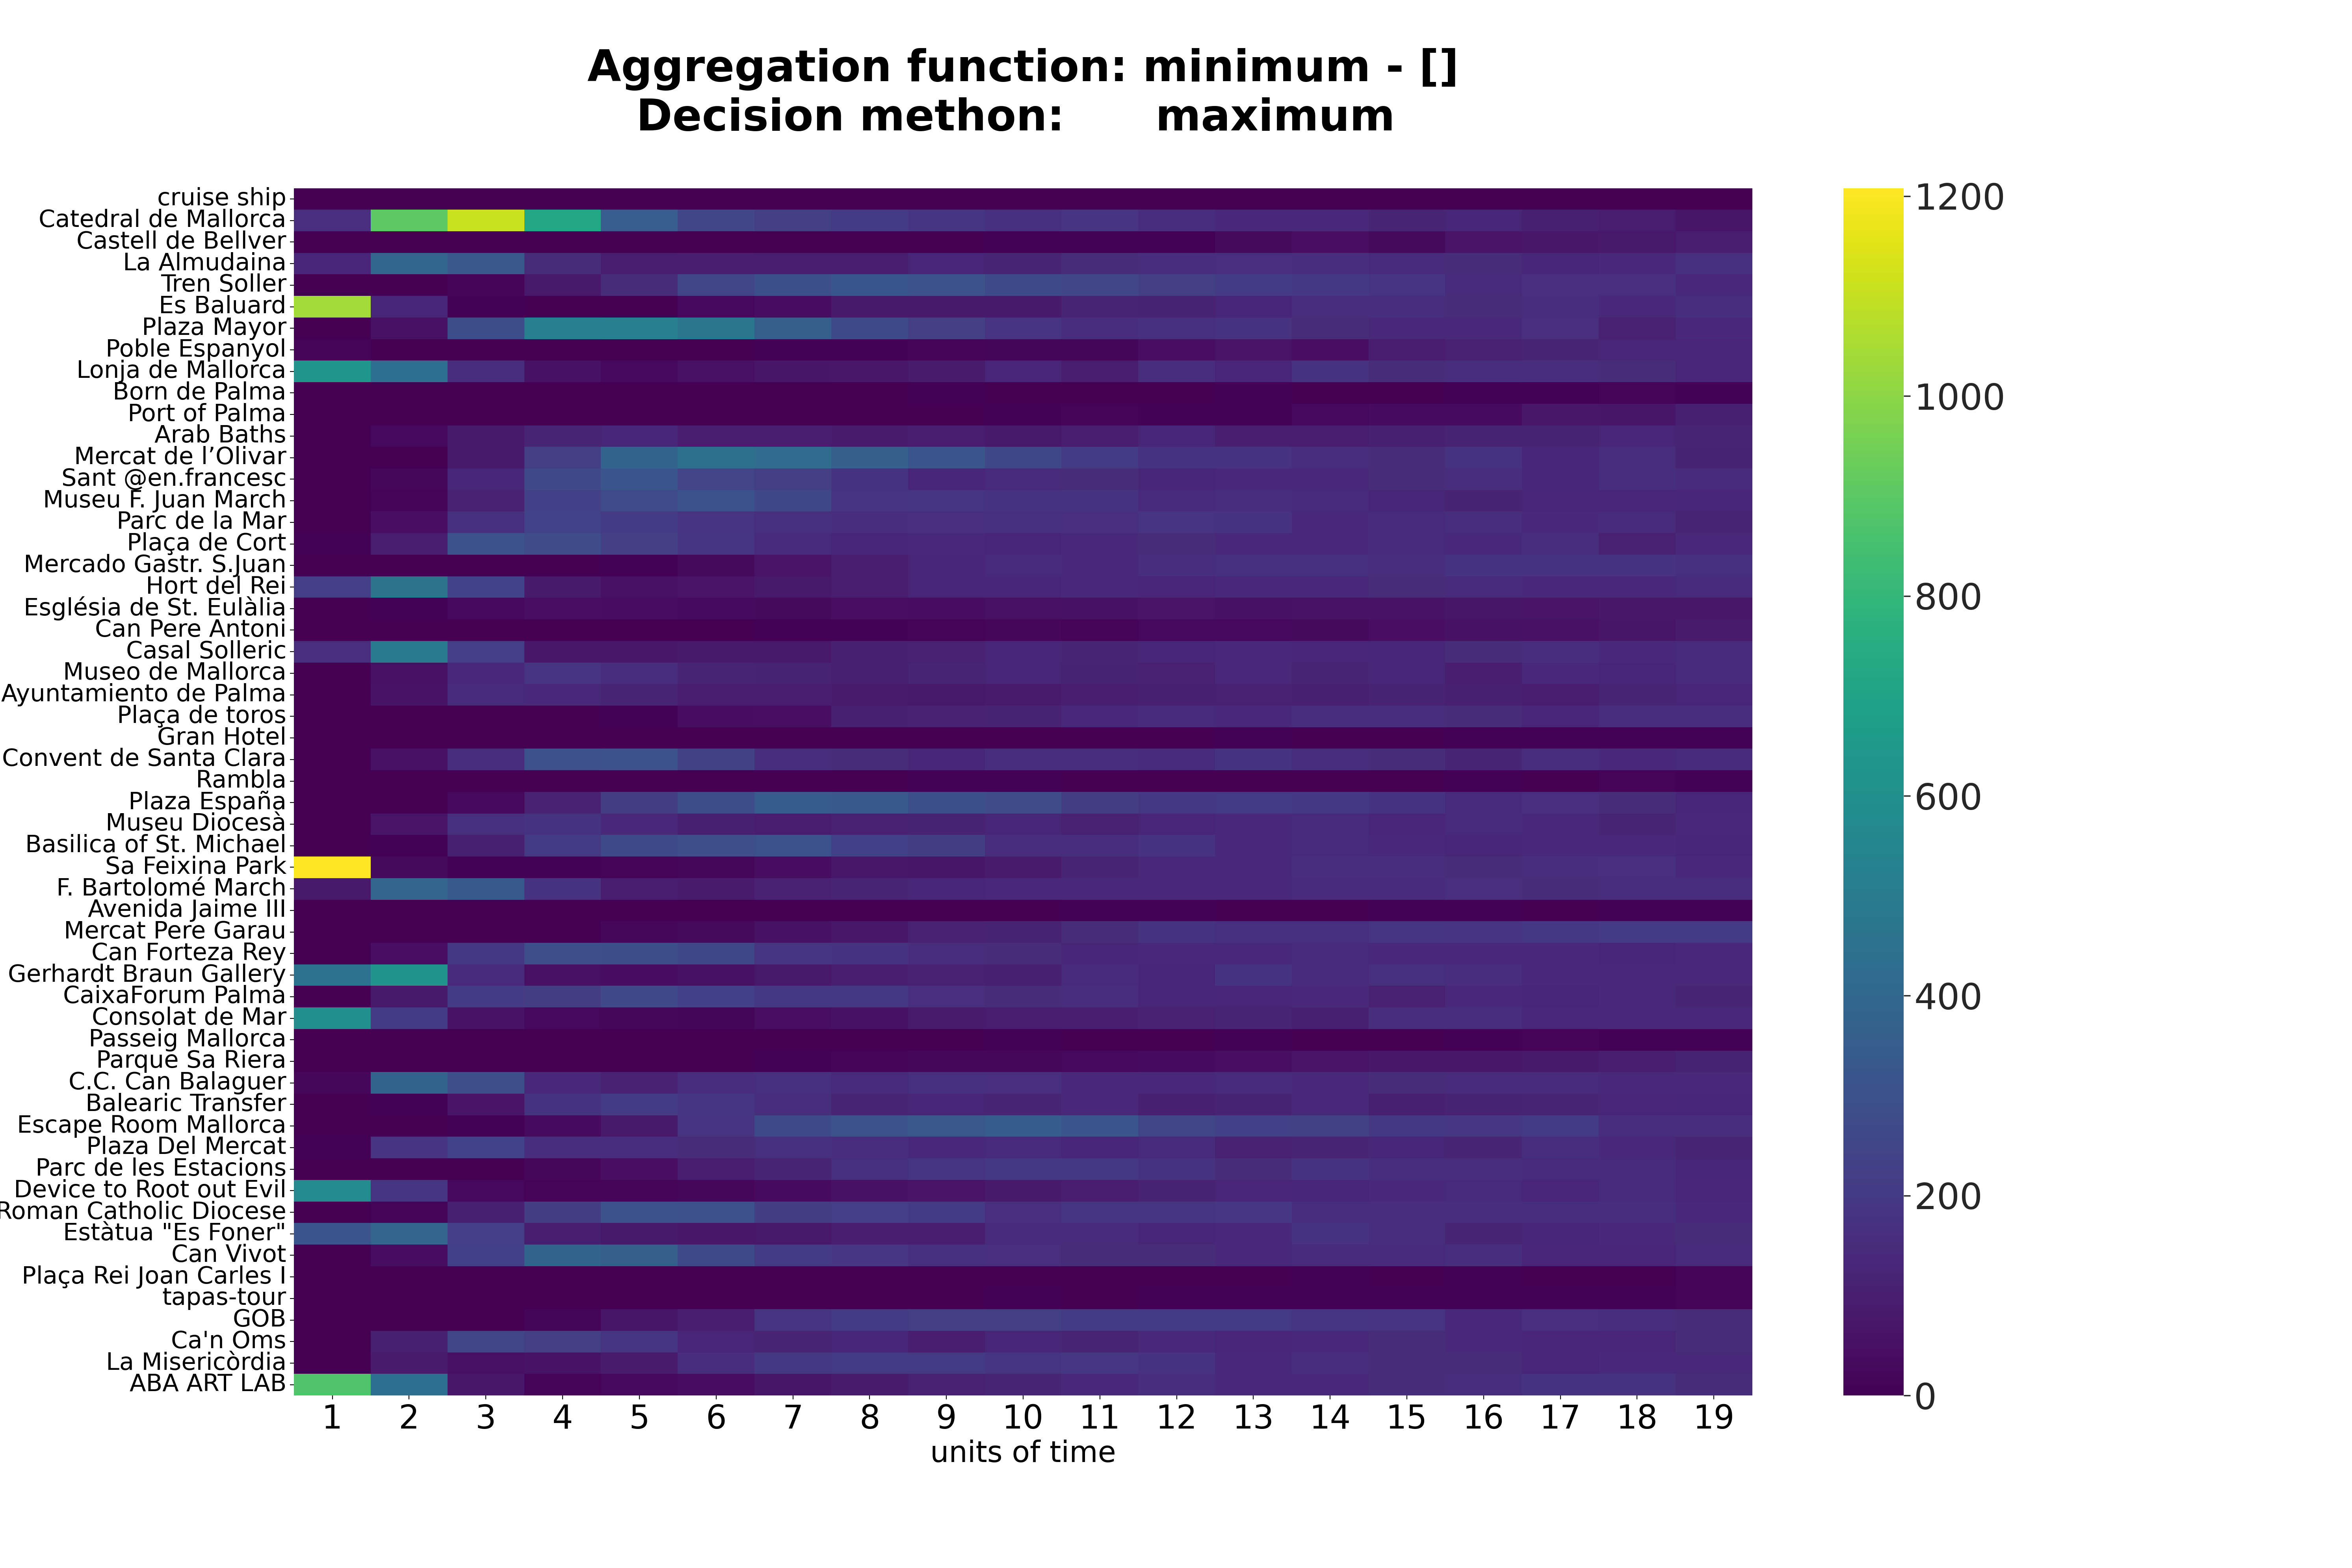 Aggregation function: minimum - []
Decision methon: maximum
cruise ship
Catedral de Mallorca
Castell de Bellver
La Almudaina
Tren Soller
Es Baluard
Plaza Mayor
Poble Espanyol
Lonja de Mallorca
Born de Palma
Port of Palma
Arab Baths
Mercat de l’Olivar
Sant @en.francesc
Museu F. Juan March
Parc de la Mar
Plaça de Cort
Mercado Gastr. S.Juan
Hort del Rei
Església de St. Eulàlia
Can Pere Antoni
Casal Solleric
Museo de Mallorca
Ayuntamiento de Palma
Plaça de toros
Gran Hotel
Convent de Santa Clara
Rambla
Plaza España
Museu Diocesà
Basilica of St. Michael
Sa Feixina Park
F. Bartolomé March
Avenida Jaime III
Mercat Pere Garau
Can Forteza Rey
Gerhardt Braun Gallery
CaixaForum Palma
Consolat de Mar
Passeig Mallorca
Parque Sa Riera
C.C. Can Balaguer
Balearic Transfer
Escape Room Mallorca
Plaza Del Mercat
Parc de les Estacions
Device to Root out Evil
Roman Catholic Diocese
Estàtua "Es Foner"
Can Vivot
Plaça Rei Joan Carles I
tapas-tour
GOB
Ca'n Oms
La Misericòrdia
ABA ART LAB
1 2 3 4 5 6 7 8 9 10 11 12 13 14 15 16 17 18 19
units of time
1200
1000
800
600
400
200
0